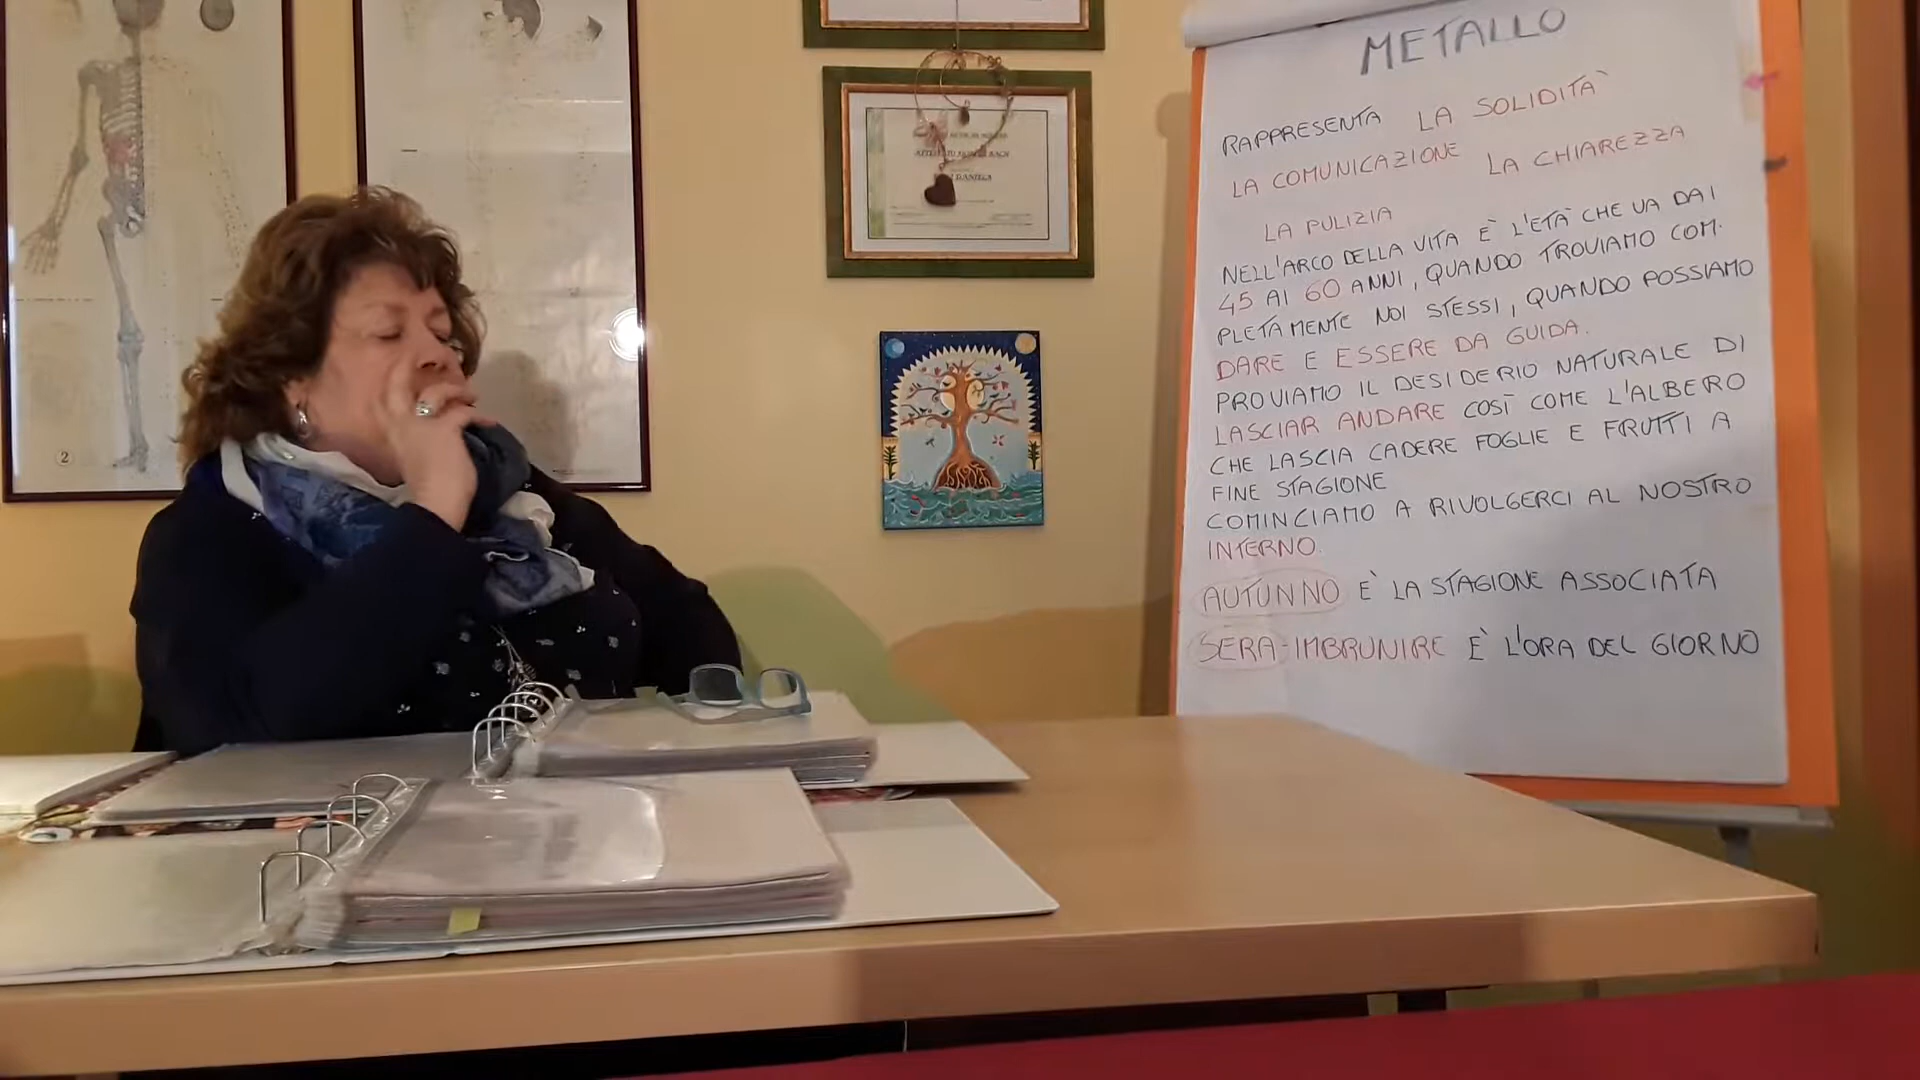 METALLO
RAPPRESENTA LA SOLIDITÀ
LA COMUNICAZIONE LA CHIAREZZA
LA PULIZIA
NELL'ARCO DELLA VITA È L'ETÀ CHE VA DAI
45 AI 60 ANNI, QUANDO TROVIAMO COM-
PLETAMENTE NOI STESSI, QUANDO POSSIAMO
DARE E ESSERE DA GUIDA.
PROVIAMO IL DESIDERIO NATURALE DI
LASCIAR ANDARE COSÌ COME L'ALBERO
CHE LASCIA CADERE FOGLIE E FRUTTI A
FINE STAGIONE
COMINCIAMO A RIVOLGERCI AL NOSTRO
INTERNO.
AUTUNNO È LA STAGIONE ASSOCIATA
SERA-IMBRUNIRE È L'ORA DEL GIORNO
DANIELA
2